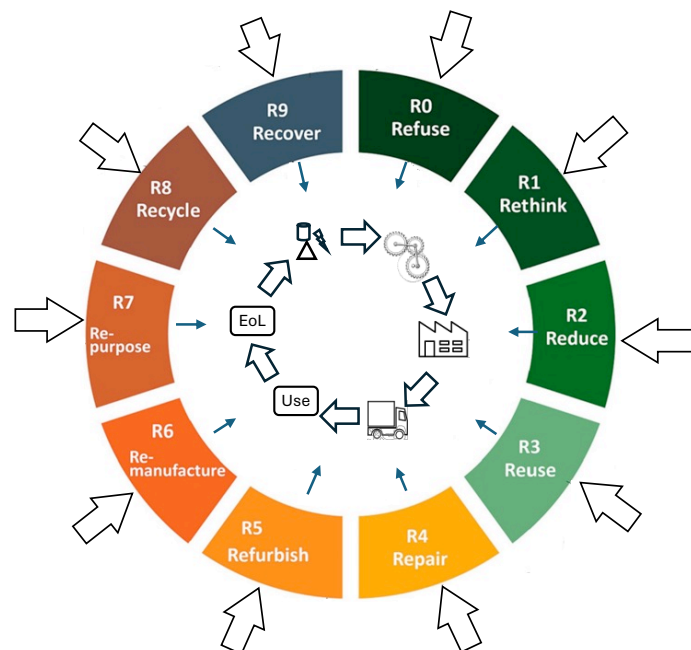 R0
Refuse
R1
Rethink
R2
Reduce
R3
Reuse
R4
Repair
R5
Refurbish
R6
Re-
manufacture
R7
Re-
purpose
R8
Recycle
R9
Recover
EoL
Use